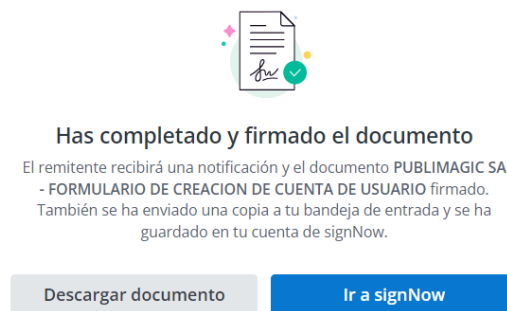 Has completado y firmado el documento
El remitente recibirá una notificación y el documento PUBLIMAGIC SA
- FORMULARIO DE CREACION DE CUENTA DE USUARIO firmado.
También se ha enviado una copia a tu bandeja de entrada y se ha
guardado en tu cuenta de signNow.
Descargar documento
Ir a signNow